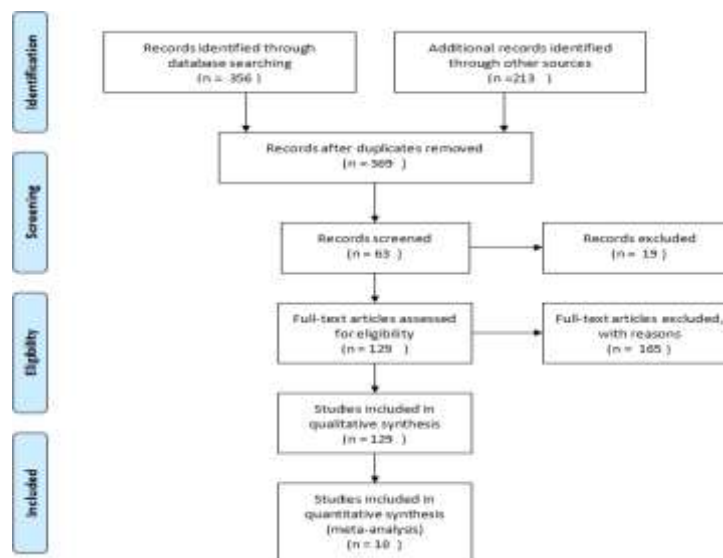 Identification
Records identified through
database searching
(n = 356 )
Additional records identified
through other sources
(n =213 )
Records after duplicates removed
(n = 369 )
Screening
Records screened
(n = 63 )
Records excluded
(n = 19 )
Eligibility
Full-text articles assessed
for eligibility
(n = 129 )
Full-text articles excluded,
with reasons
(n = 165 )
Studies included in
qualitative synthesis
(n = 129 )
Included
Studies included in
quantitative synthesis
(meta-analysis)
(n = 10 )